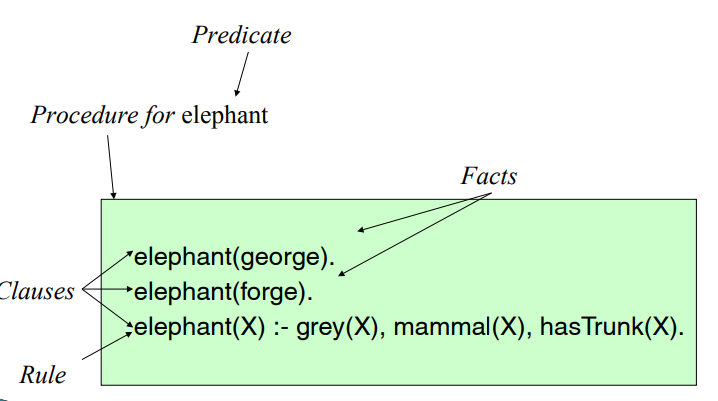 Predicate
Procedure for elephant
Facts
elephant(george).
Clauses
elephant(forge).
elephant(X) :- grey(X), mammal(X), hasTrunk(X).
Rule